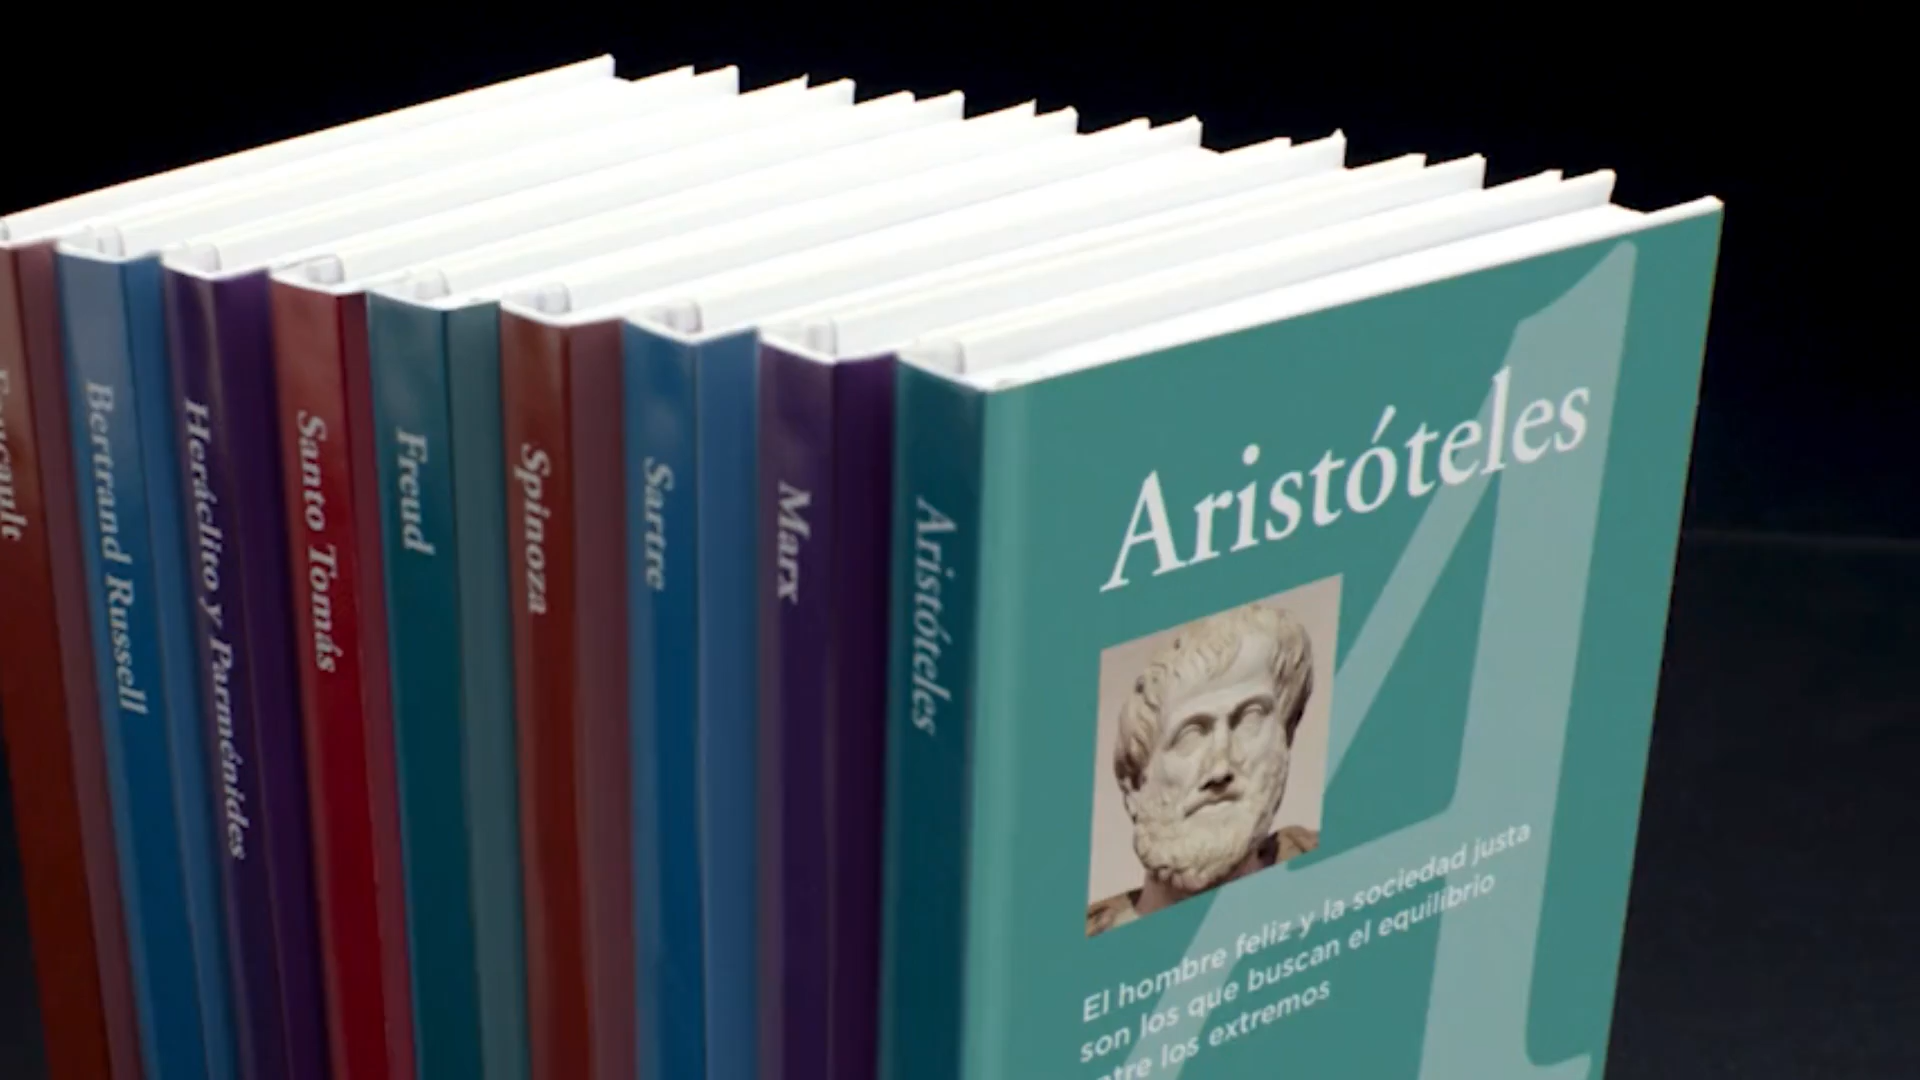 Bertrand Russell
Heráclito y Parménides
Santo Tomás
Freud
Spinoza
Sartre
Marx
Aristóteles
Aristóteles
El hombre feliz y la sociedad justa
son los que buscan el equilibrio
entre los extremos